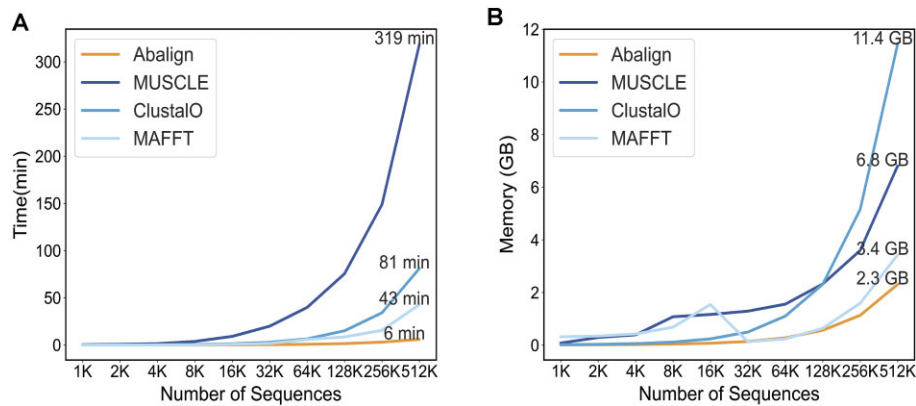 A
Time(min)
300
250
200
150
100
50
0
Abalign
MUSCLE
ClustalO
MAFFT
319 min
81 min
43 min
6 min
1K 2K 4K 8K 16K 32K 64K 128K 256K 512K
Number of Sequences
B
Memory (GB)
12
10
8
6
4
2
0
Abalign
MUSCLE
ClustalO
MAFFT
11.4 GB
6.8 GB
3.4 GB
2.3 GB
1K 2K 4K 8K 16K 32K 64K 128K 256K 512K
Number of Sequences